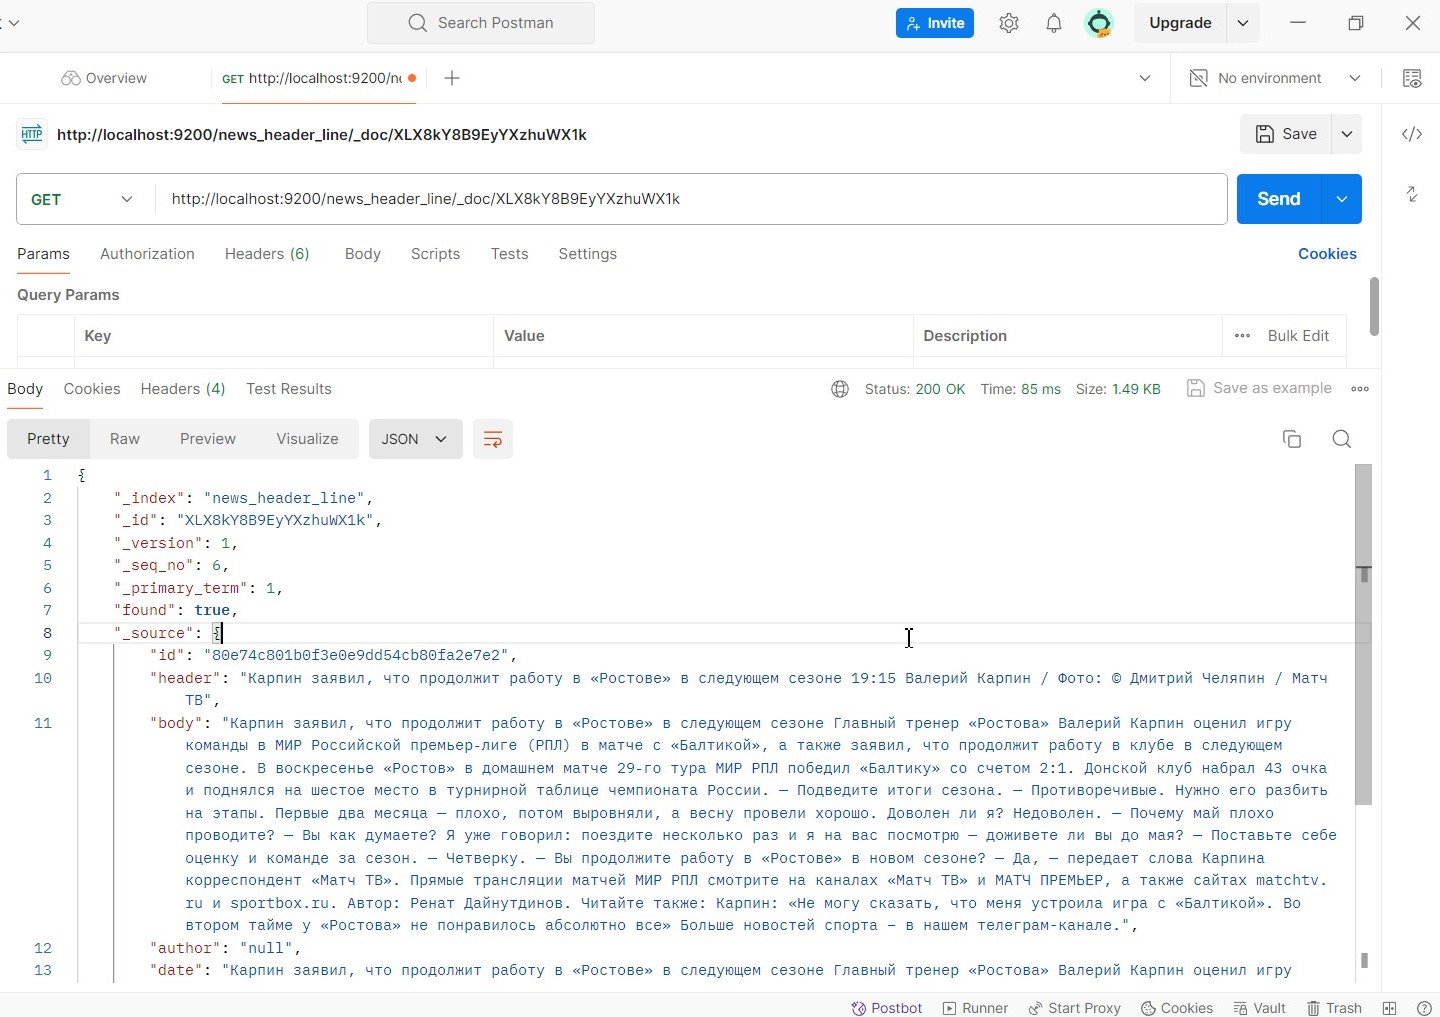 Search Postman
Invite
Upgrade
Overview
GET http://localhost:9200/n
No environment
HTTP http://localhost:9200/news_header_line/_doc/XLX8kY8B9EyYXzhuWX1k
Save
GET http://localhost:9200/news_header_line/_doc/XLX8kY8B9EyYXzhuWX1k
Send
Params Authorization Headers (6) Body Scripts Tests Settings Cookies
Query Params
Key Value Description ••• Bulk Edit
Body Cookies Headers (4) Test Results Status: 200 OK Time: 85 ms Size: 1.49 KB Save as example
Pretty Raw Preview Visualize JSON
1 {
2 "_index": "news_header_line",
3 "_id": "XLX8kY8B9EyYXzhuWX1k",
4 "_version": 1,
5 "_seq_no": 6,
6 "_primary_term": 1,
7 "found": true,
8 "_source": {
9 "id": "80e74c801b0f3e0e9dd54cb80fa2e7e2",
10 "header": "Карпин заявил, что продолжит работу в «Ростове» в следующем сезоне 19:15 Валерий Карпин / Фото: © Дмитрий Челяпин / Матч
ТВ",
11 "body": "Карпин заявил, что продолжит работу в «Ростове» в следующем сезоне Главный тренер «Ростова» Валерий Карпин оценил игру
команды в МИР Российской премьер-лиге (РПЛ) в матче с «Балтикой», а также заявил, что продолжит работу в клубе в следующем
сезоне. В воскресенье «Ростов» в домашнем матче 29-го тура МИР РПЛ победил «Балтику» со счетом 2:1. Донской клуб набрал 43 очка
и поднялся на шестое место в турнирной таблице чемпионата России. — Подведите итоги сезона. — Противоречивые. Нужно его разбить
на этапы. Первые два месяца — плохо, потом выровняли, а весну провели хорошо. Доволен ли я? Недоволен. — Почему май плохо
проводите? — Вы как думаете? Я уже говорил: поездите несколько раз и я на вас посмотрю — доживете ли вы до мая? — Поставьте себе
оценку и команде за сезон. — Четверку. — Вы продолжите работу в «Ростове» в новом сезоне? — Да, — передает слова Карпина
корреспондент «Матч ТВ». Прямые трансляции матчей МИР РПЛ смотрите на каналах «Матч ТВ» и МАТЧ ПРЕМЬЕР, а также сайтах matchtv.
ru и sportbox.ru. Автор: Ренат Дайнутдинов. Читайте также: Карпин: «Не могу сказать, что меня устроила игра с «Балтикой». Во
втором тайме у «Ростова» не понравилось абсолютно все» Больше новостей спорта – в нашем телеграм-канале.",
12 "author": "null",
13 "date": "Карпин заявил, что продолжит работу в «Ростове» в следующем сезоне Главный тренер «Ростова» Валерий Карпин оценил игру
Postbot Runner Start Proxy Cookies Vault Trash